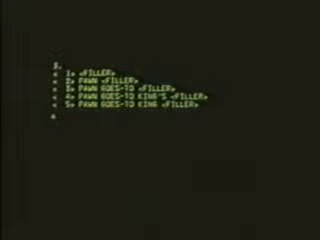 < 1> <FILLER>
< 2> PAWN <FILLER>
< 3> PAWN GOES-TO <FILLER>
< 4> PAWN GOES-TO KING'S <FILLER>
< 5> PAWN GOES-TO KING <FILLER>